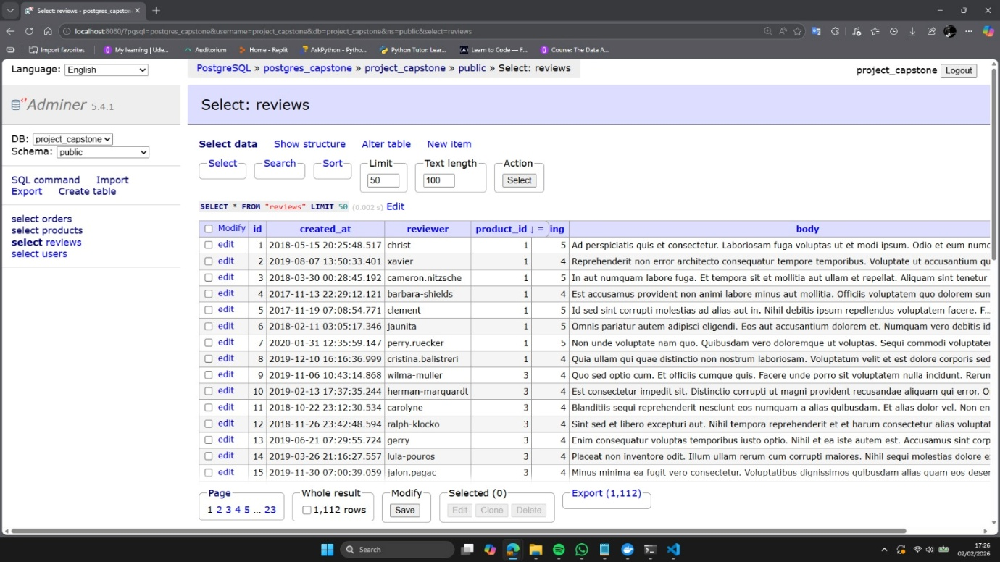 Select: reviews - postgres_capston
localhost:8080/?pgsql=postgres_capstone&username=project_capstone&db=project_capstone&ns=public&select=reviews
Import favorites My learning | Ude... Auditorium Home - Replit AskPython - Pytho... Python Tutor: Lear... Learn to Code — F... Course: The Data A...
Language: English PostgreSQL » postgres_capstone » project_capstone » public » Select: reviews project_capstone Logout
Adminer 5.4.1 Select: reviews
DB: project_capstone
Schema: public
SQL command Import
Export Create table
select orders
select products
select reviews
select users
Select data Show structure Alter table New item
Select Search Sort Limit Text length Action
50 100 Select
SELECT * FROM "reviews" LIMIT 50 (0.002 s) Edit
Modify id created_at reviewer product_id ↓ = ing body
edit 1 2018-05-15 20:25:48.517 christ 1 5 Ad perspiciatis quis et consectetur. Laboriosam fuga voluptas ut et modi ipsum. Odio et eum numq
edit 2 2019-08-07 13:50:33.401 xavier 1 4 Reprehenderit non error architecto consequatur tempore temporibus. Voluptate ut accusantium qu
edit 3 2018-03-30 00:28:45.192 cameron.nitzsche 1 5 In aut numquam labore fuga. Et tempora sit et mollitia aut ullam et repellat. Aliquam sint tenetur
edit 4 2017-11-13 22:29:12.121 barbara-shields 1 4 Est accusamus provident non animi labore minus aut mollitia. Officiis voluptatem quo dolorem sun
edit 5 2017-11-19 07:08:54.771 clement 1 5 Id sed sint corrupti molestias ad alias aut in. Nihil debitis ipsum repellendus voluptatem facere. F...
edit 6 2018-02-11 03:05:17.346 jaunita 1 5 Omnis pariatur autem adipisci eligendi. Eos aut accusantium dolorem et. Numquam vero debitis id
edit 7 2020-01-31 12:35:59.147 perry.ruecker 1 5 Non unde voluptate nam quo. Quibusdam vero doloremque ut voluptas. Sequi commodi voluptater
edit 8 2019-12-10 16:16:36.999 cristina.balistreri 1 4 Quia ullam qui quae distinctio non nostrum laboriosam. Voluptatum velit et est dolore corporis sed
edit 9 2019-11-06 10:43:14.868 wilma-muller 3 4 Quo sed optio cum. Et officiis cumque quis. Facere unde porro sit voluptatem nulla incidunt. Rerun
edit 10 2019-02-13 17:37:35.244 herman-marquardt 3 4 Est consectetur impedit sit. Distinctio corrupti ut magni provident recusandae aliquam qui error. O
edit 11 2018-10-22 23:12:30.534 carolyne 3 4 Blanditiis sequi reprehenderit nesciunt eos numquam a alias quibusdam. Et alias dolor vel. Non en
edit 12 2018-11-26 23:42:48.594 ralph-klocko 3 4 Sint sed et libero excepturi aut. Nihil tempora reprehenderit et et harum consectetur alias voluptat
edit 13 2019-06-21 07:29:55.724 gerry 3 4 Enim consequatur voluptas temporibus iusto optio. Nihil et ea iste autem est. Accusamus sint corp
edit 14 2019-03-26 21:16:27.557 lula-pouros 3 4 Placeat non inventore odit. Illum ullam rerum cum corrupti maiores. Nihil sequi molestias dolore e
edit 15 2019-11-30 07:00:39.059 jalon.pagac 3 4 Minus minima ea fugit vero consectetur. Voluptatibus dignissimos quibusdam alias quam eos deser
Page Whole result Modify Selected (0) Export (1,112)
1 2 3 4 5 ... 23 1,112 rows Save Edit Clone Delete
Search
17:26
02/02/2026